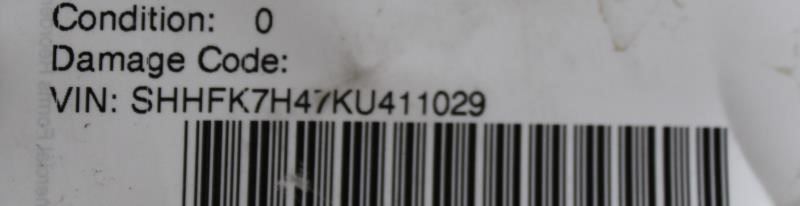 Condition: 0
Damage Code:
VIN: SHHFK7H47KU411029